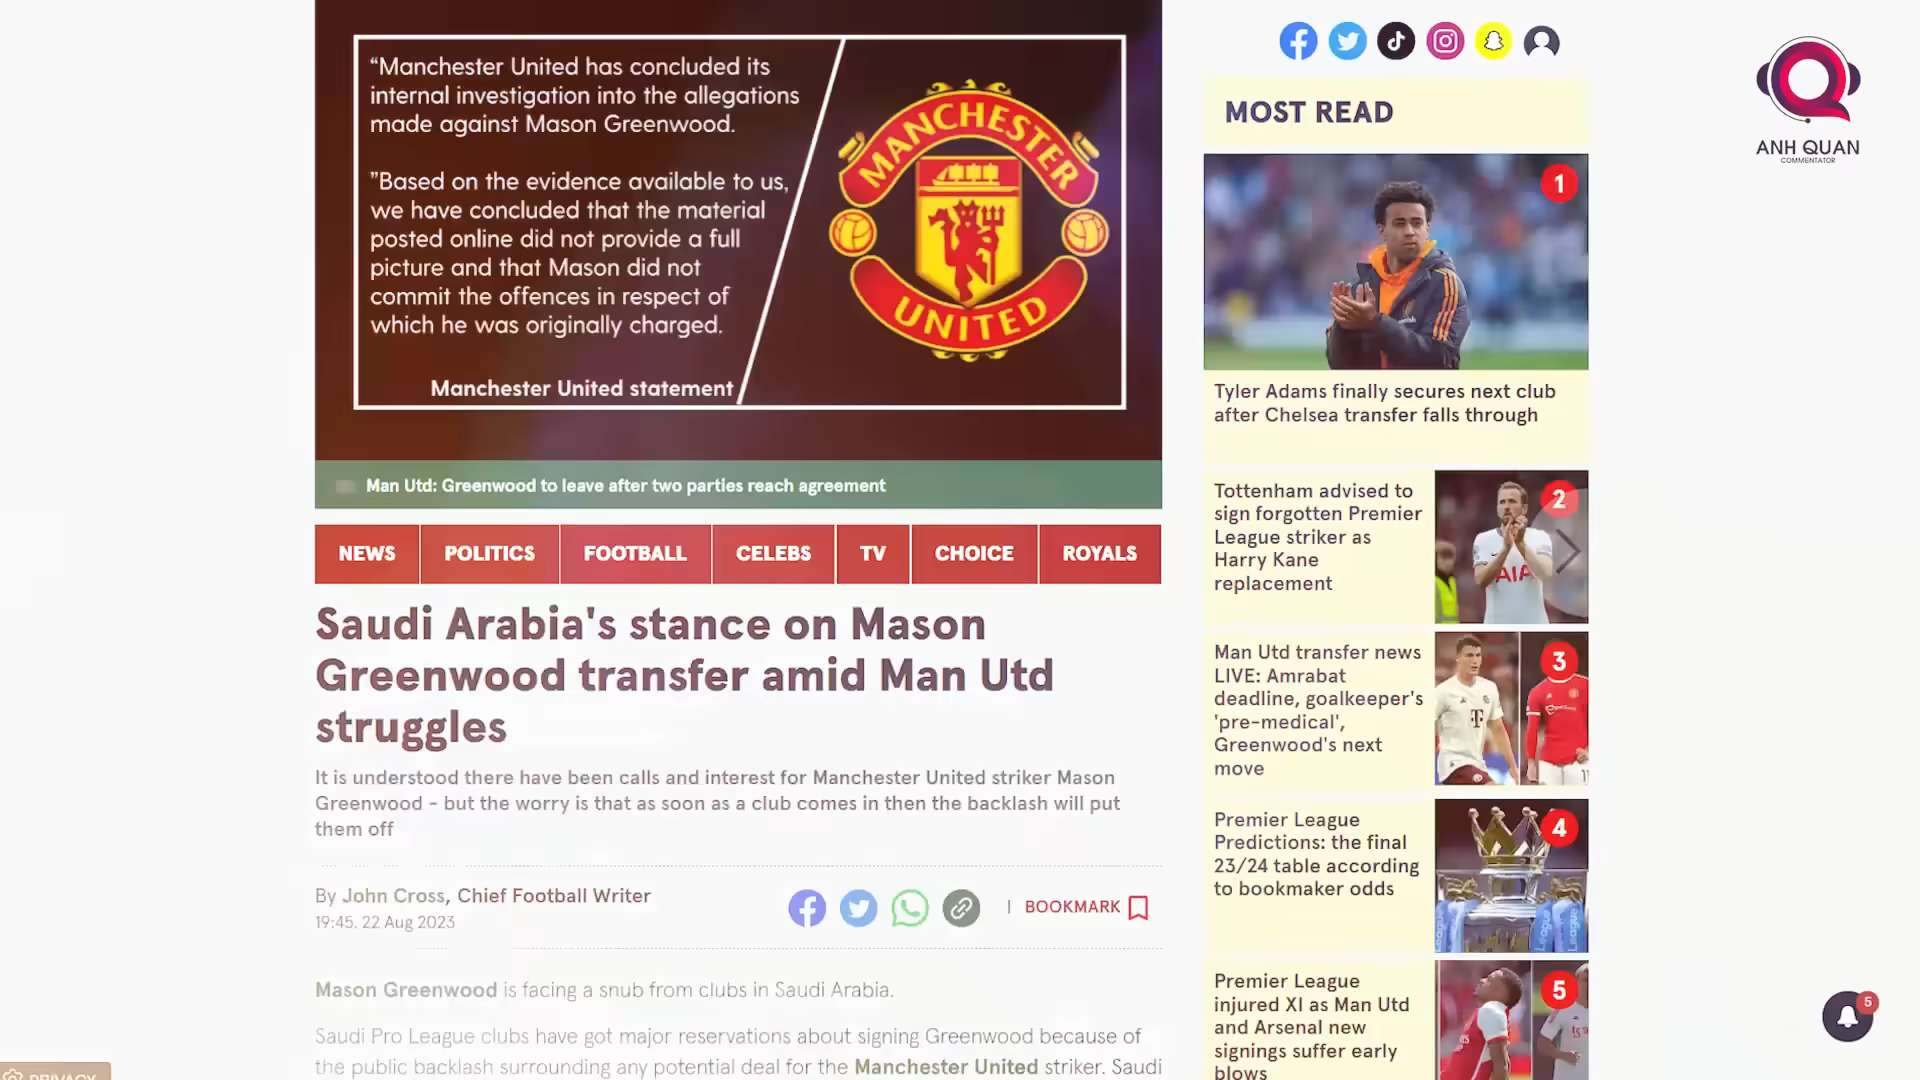 “Manchester United has concluded its
internal investigation into the allegations
made against Mason Greenwood.
”Based on the evidence available to us,
we have concluded that the material
posted online did not provide a full
picture and that Mason did not
commit the offences in respect of
which he was originally charged.
Manchester United statement
MANCHESTER
UNITED
Man Utd: Greenwood to leave after two parties reach agreement
NEWS
POLITICS
FOOTBALL
CELEBS
TV
CHOICE
ROYALS
Saudi Arabia's stance on Mason
Greenwood transfer amid Man Utd
struggles
It is understood there have been calls and interest for Manchester United striker Mason
Greenwood - but the worry is that as soon as a club comes in then the backlash will put
them off
By John Cross, Chief Football Writer
19:45, 22 Aug 2023
| BOOKMARK
Mason Greenwood is facing a snub from clubs in Saudi Arabia.
Saudi Pro League clubs have got major reservations about signing Greenwood because of
the public backlash surrounding any potential deal for the Manchester United striker. Saudi
MOST READ
1
Tyler Adams finally secures next club
after Chelsea transfer falls through
Tottenham advised to
sign forgotten Premier
League striker as
Harry Kane
replacement
2
AIA
Man Utd transfer news
LIVE: Amrabat
deadline, goalkeeper's
'pre-medical',
Greenwood's next
move
3
T
Premier League
Predictions: the final
23/24 table according
to bookmaker odds
4
League
League
League
Premier League
injured XI as Man Utd
and Arsenal new
signings suffer early
blows
5
ANH QUAN
COMMENTATOR
5
PRIVACY